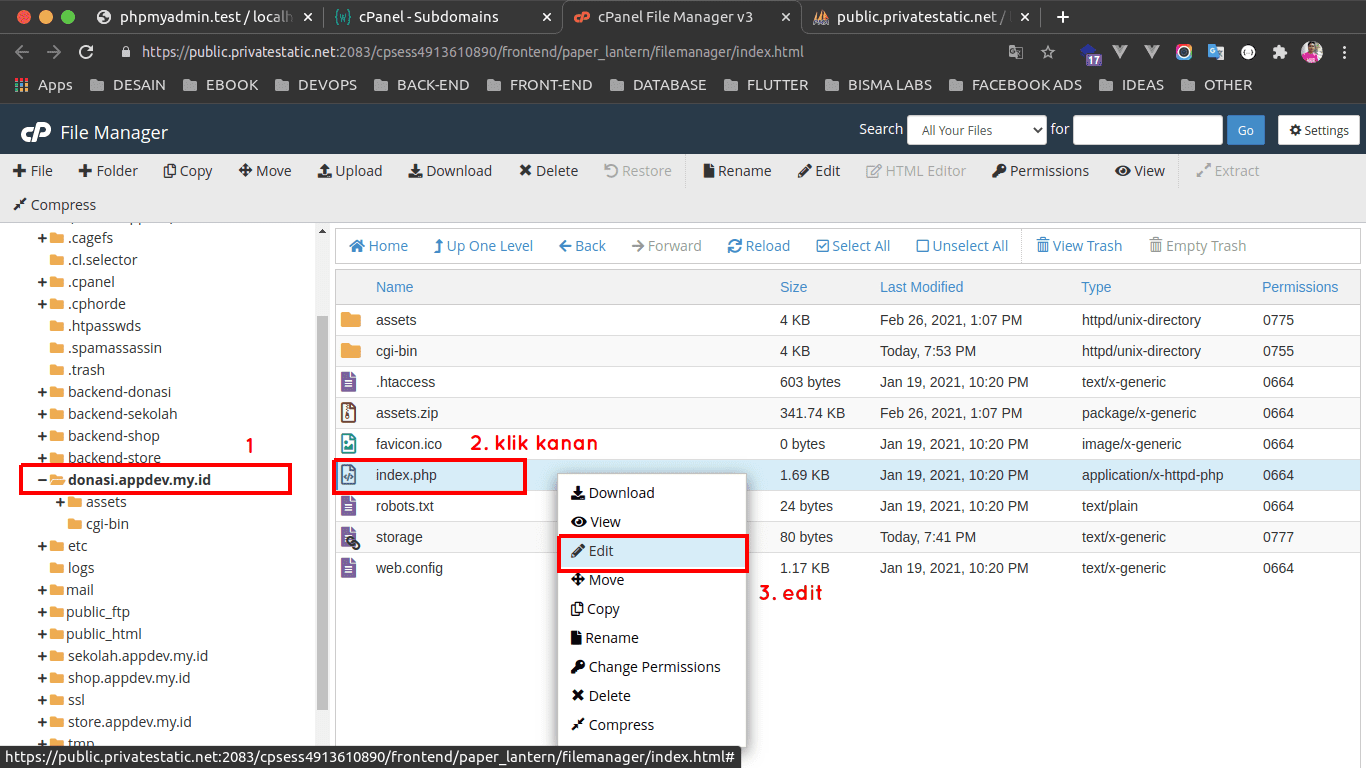 phpmyadmin.test / localh
cPanel - Subdomains
cPanel File Manager v3
public.privatestatic.net /
https://public.privatestatic.net:2083/cpsess4913610890/frontend/paper_lantern/filemanager/index.html
17
Apps DESAIN EBOOK DEVOPS BACK-END FRONT-END DATABASE FLUTTER BISMA LABS FACEBOOK ADS IDEAS OTHER
cP File Manager
Search All Your Files for Go Settings
File Folder Copy Move Upload Download Delete Restore Rename Edit HTML Editor Permissions View Extract
Compress
.cagefs
.cl.selector
.cpanel
.cphorde
.htpasswds
.spamassassin
.trash
backend-donasi
backend-sekolah
backend-shop
backend-store
1
donasi.appdev.my.id
assets
cgi-bin
etc
logs
mail
public_ftp
public_html
sekolah.appdev.my.id
shop.appdev.my.id
ssl
store.appdev.my.id
tmp
Home Up One Level Back Forward Reload Select All Unselect All View Trash Empty Trash
Name Size Last Modified Type Permissions
assets 4 KB Feb 26, 2021, 1:07 PM httpd/unix-directory 0775
cgi-bin 4 KB Today, 7:53 PM httpd/unix-directory 0755
.htaccess 603 bytes Jan 19, 2021, 10:20 PM text/x-generic 0664
assets.zip 341.74 KB Feb 26, 2021, 1:07 PM package/x-generic 0664
favicon.ico 0 bytes Jan 19, 2021, 10:20 PM image/x-generic 0664
2. klik kanan
index.php 1.69 KB Jan 19, 2021, 10:20 PM application/x-httpd-php 0664
robots.txt 24 bytes Jan 19, 2021, 10:20 PM text/plain 0664
storage 80 bytes Today, 7:41 PM text/x-generic 0777
web.config 1.17 KB Jan 19, 2021, 10:20 PM text/x-generic 0664
Download
View
Edit
3. edit
Move
Copy
Rename
Change Permissions
Delete
Compress
https://public.privatestatic.net:2083/cpsess4913610890/frontend/paper_lantern/filemanager/index.html#